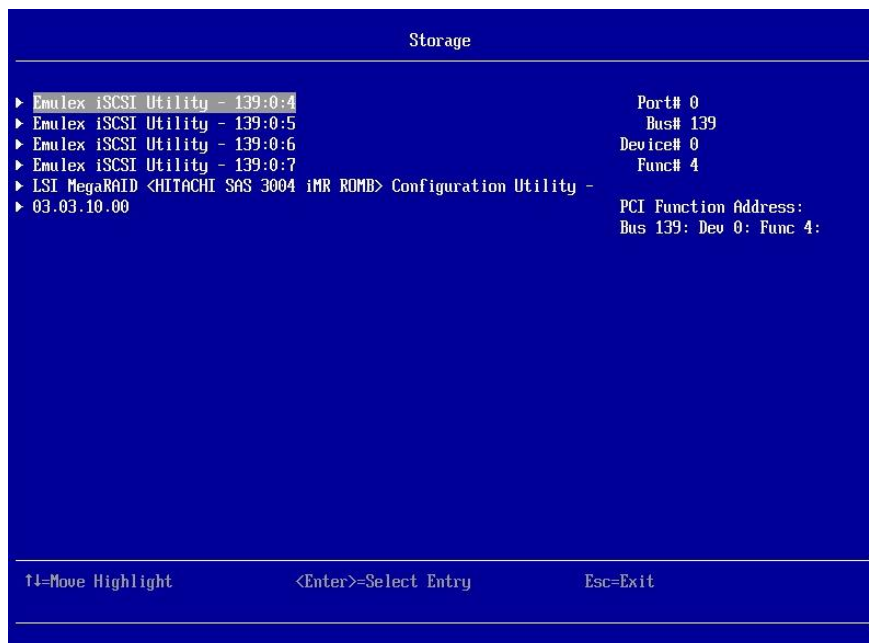 Storage
▶ Emulex iSCSI Utility - 139:0:4
▶ Emulex iSCSI Utility - 139:0:5
▶ Emulex iSCSI Utility - 139:0:6
▶ Emulex iSCSI Utility - 139:0:7
▶ LSI MegaRAID <HITACHI SAS 3004 iMR ROMB> Configuration Utility -
▶ 03.03.10.00
Port# 0
Bus# 139
Device# 0
Func# 4
PCI Function Address:
Bus 139: Dev 0: Func 4:
↑↓=Move Highlight
<Enter>=Select Entry
Esc=Exit